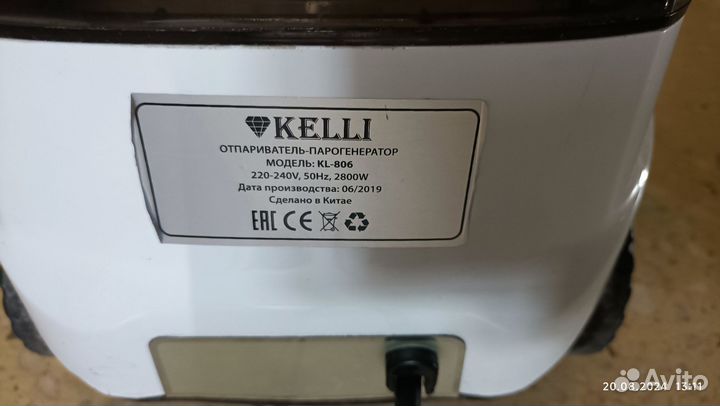 KELLI
ОТПАРИВАТЕЛЬ-ПАРОГЕНЕРАТОР
МОДЕЛЬ: KL-806
220-240V, 50Hz, 2800W
Дата производства: 06/2019
Сделано в Китае
EAC CE
Avito
20.08.2024 13:11